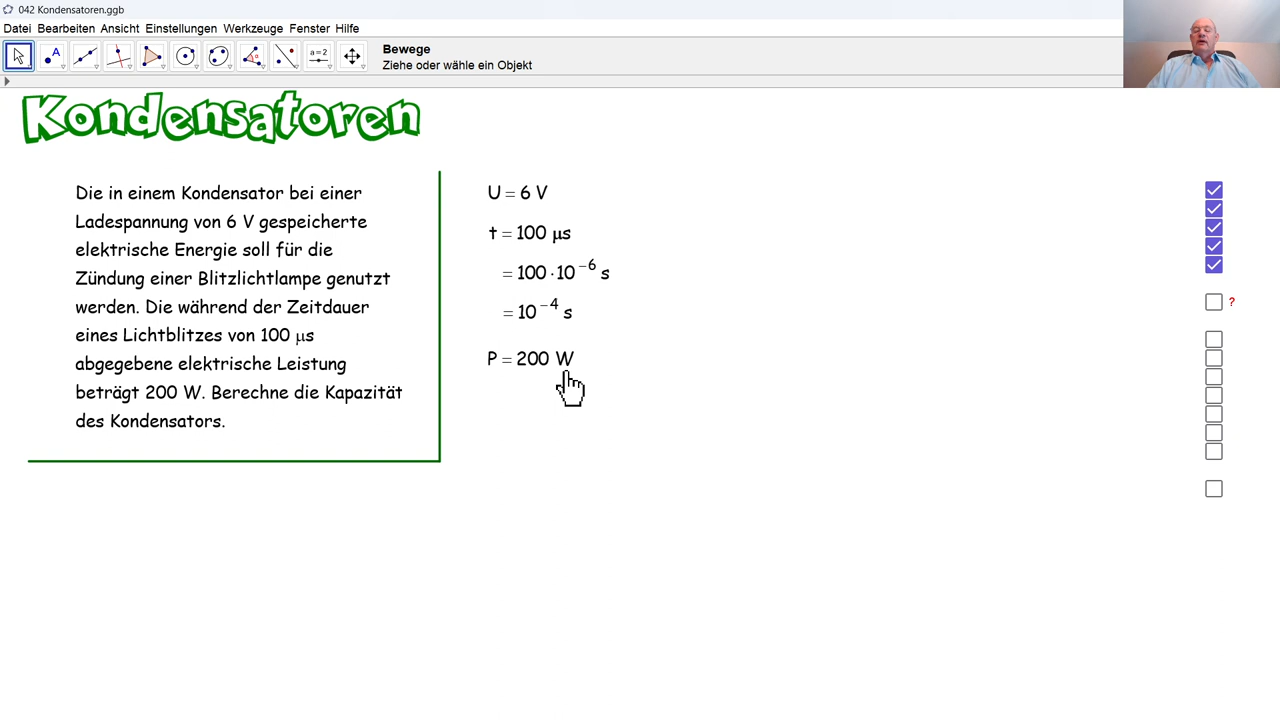 042 Kondensatoren.ggb
Datei Bearbeiten Ansicht Einstellungen Werkzeuge Fenster Hilfe
A
a=2
Bewege
Ziehe oder wähle ein Objekt
Kondensatoren
Die in einem Kondensator bei einer
Ladespannung von 6 V gespeicherte
elektrische Energie soll für die
Zündung einer Blitzlichtlampe genutzt
werden. Die während der Zeitdauer
eines Lichtblitzes von 100 μs
abgegebene elektrische Leistung
beträgt 200 W. Berechne die Kapazität
des Kondensators.
U = 6 V
t = 100 μs
= 100 · 10⁻⁶ s
= 10⁻⁴ s
P = 200 W
?